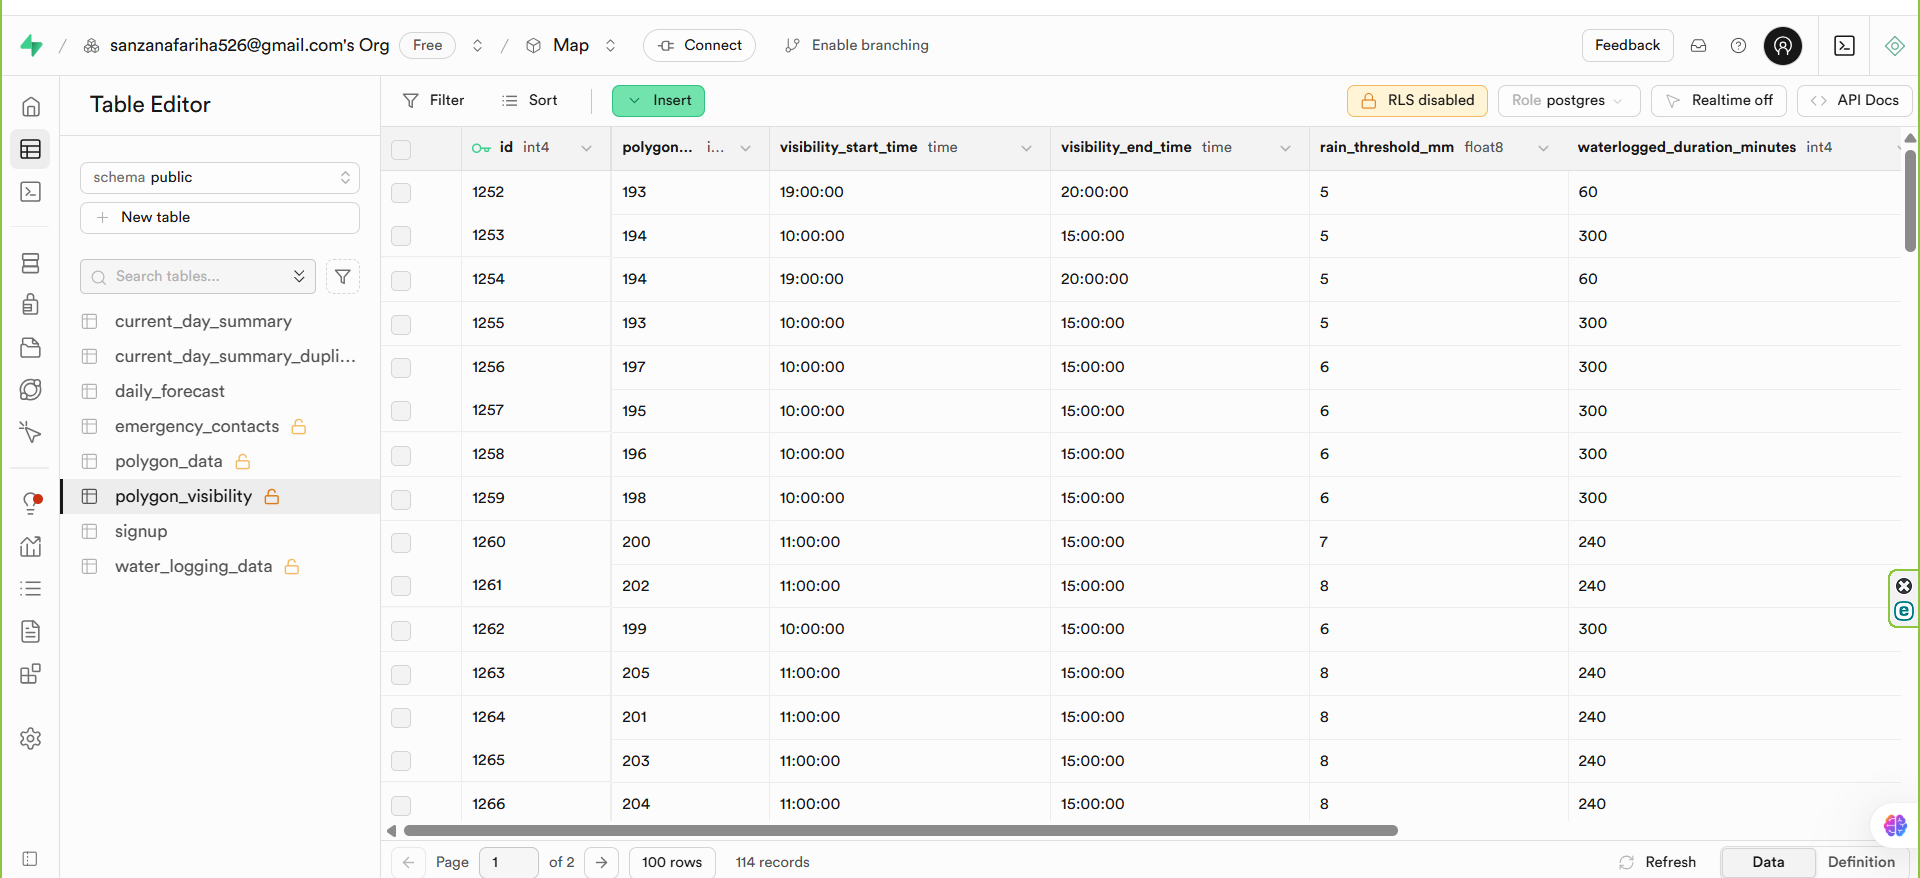 / sanzanafariha526@gmail.com's Org Free / Map Connect Enable branching Feedback
Table Editor
Filter Sort Insert RLS disabled Role postgres Realtime off API Docs
schema public
New table
Search tables...
current_day_summary
current_day_summary_dupli...
daily_forecast
emergency_contacts
polygon_data
polygon_visibility
signup
water_logging_data
id int4 polygon... i... visibility_start_time time visibility_end_time time rain_threshold_mm float8 waterlogged_duration_minutes int4
1252 193 19:00:00 20:00:00 5 60
1253 194 10:00:00 15:00:00 5 300
1254 194 19:00:00 20:00:00 5 60
1255 193 10:00:00 15:00:00 5 300
1256 197 10:00:00 15:00:00 6 300
1257 195 10:00:00 15:00:00 6 300
1258 196 10:00:00 15:00:00 6 300
1259 198 10:00:00 15:00:00 6 300
1260 200 11:00:00 15:00:00 7 240
1261 202 11:00:00 15:00:00 8 240
1262 199 10:00:00 15:00:00 6 300
1263 205 11:00:00 15:00:00 8 240
1264 201 11:00:00 15:00:00 8 240
1265 203 11:00:00 15:00:00 8 240
1266 204 11:00:00 15:00:00 8 240
Page 1 of 2 100 rows 114 records Refresh Data Definition